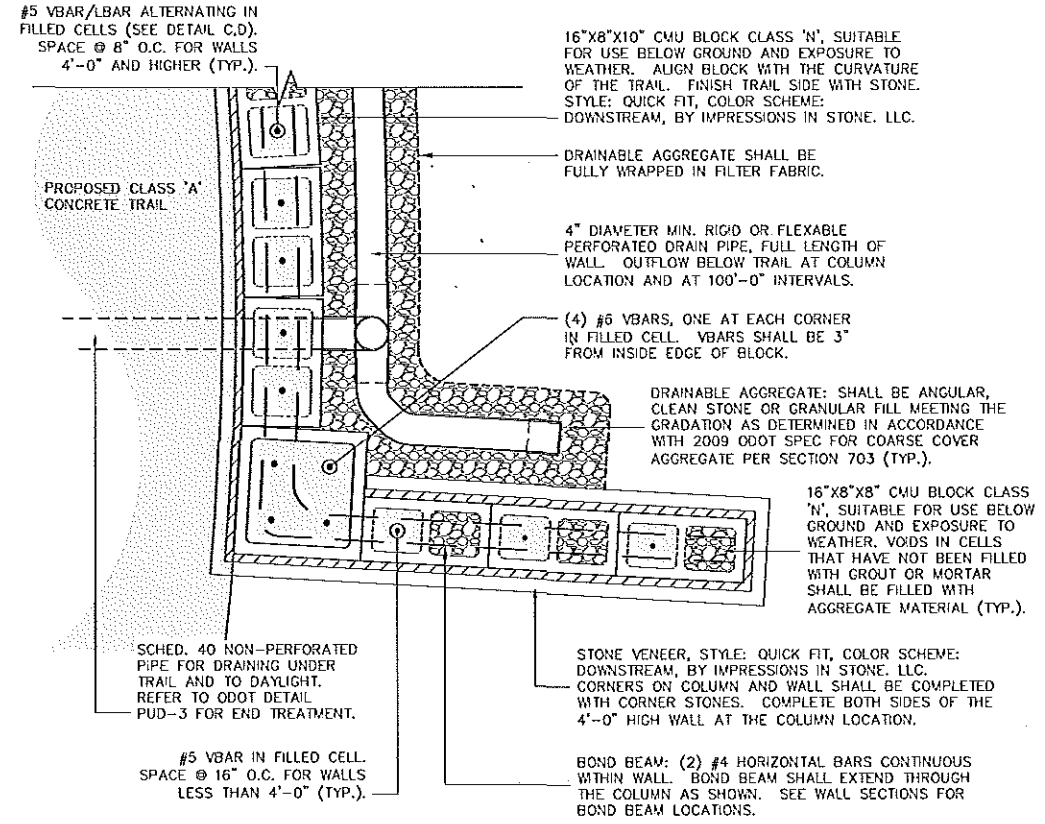 #5 VBAR/LBAR ALTERNATING IN
FILLED CELLS (SEE DETAIL C,D).
SPACE @ 8" O.C. FOR WALLS
4'-0" AND HIGHER (TYP.).
A
PROPOSED CLASS 'A'
CONCRETE TRAIL
16"X8"X10" CMU BLOCK CLASS 'N', SUITABLE
FOR USE BELOW GROUND AND EXPOSURE TO
WEATHER. ALIGN BLOCK WITH THE CURVATURE
OF THE TRAIL. FINISH TRAIL SIDE WITH STONE.
STYLE: QUICK FIT, COLOR SCHEME:
DOWNSTREAM, BY IMPRESSIONS IN STONE. LLC.
DRAINABLE AGGREGATE SHALL BE
FULLY WRAPPED IN FILTER FABRIC.
4" DIAMETER MIN. RIGID OR FLEXABLE
PERFORATED DRAIN PIPE, FULL LENGTH OF
WALL. OUTFLOW BELOW TRAIL AT COLUMN
LOCATION AND AT 100'-0" INTERVALS.
(4) #6 VBARS, ONE AT EACH CORNER
IN FILLED CELL. VBARS SHALL BE 3"
FROM INSIDE EDGE OF BLOCK.
DRAINABLE AGGREGATE: SHALL BE ANGULAR,
CLEAN STONE OR GRANULAR FILL MEETING THE
GRADATION AS DETERMINED IN ACCORDANCE
WITH 2009 ODOT SPEC FOR COARSE COVER
AGGREGATE PER SECTION 703 (TYP.).
16"X8"X8" CMU BLOCK CLASS
'N', SUITABLE FOR USE BELOW
GROUND AND EXPOSURE TO
WEATHER. VOIDS IN CELLS
THAT HAVE NOT BEEN FILLED
WITH GROUT OR MORTAR
SHALL BE FILLED WITH
AGGREGATE MATERIAL (TYP.).
SCHED. 40 NON-PERFORATED
PIPE FOR DRAINING UNDER
TRAIL AND TO DAYLIGHT.
REFER TO ODOT DETAIL
PUD-3 FOR END TREATMENT.
STONE VENEER, STYLE: QUICK FIT, COLOR SCHEME:
DOWNSTREAM, BY IMPRESSIONS IN STONE. LLC.
CORNERS ON COLUMN AND WALL SHALL BE COMPLETED
WITH CORNER STONES. COMPLETE BOTH SIDES OF THE
4'-0" HIGH WALL AT THE COLUMN LOCATION.
#5 VBAR IN FILLED CELL.
SPACE @ 16" O.C. FOR WALLS
LESS THAN 4'-0" (TYP.).
BOND BEAM: (2) #4 HORIZONTAL BARS CONTINUOUS
WITHIN WALL. BOND BEAM SHALL EXTEND THROUGH
THE COLUMN AS SHOWN. SEE WALL SECTIONS FOR
BOND BEAM LOCATIONS.